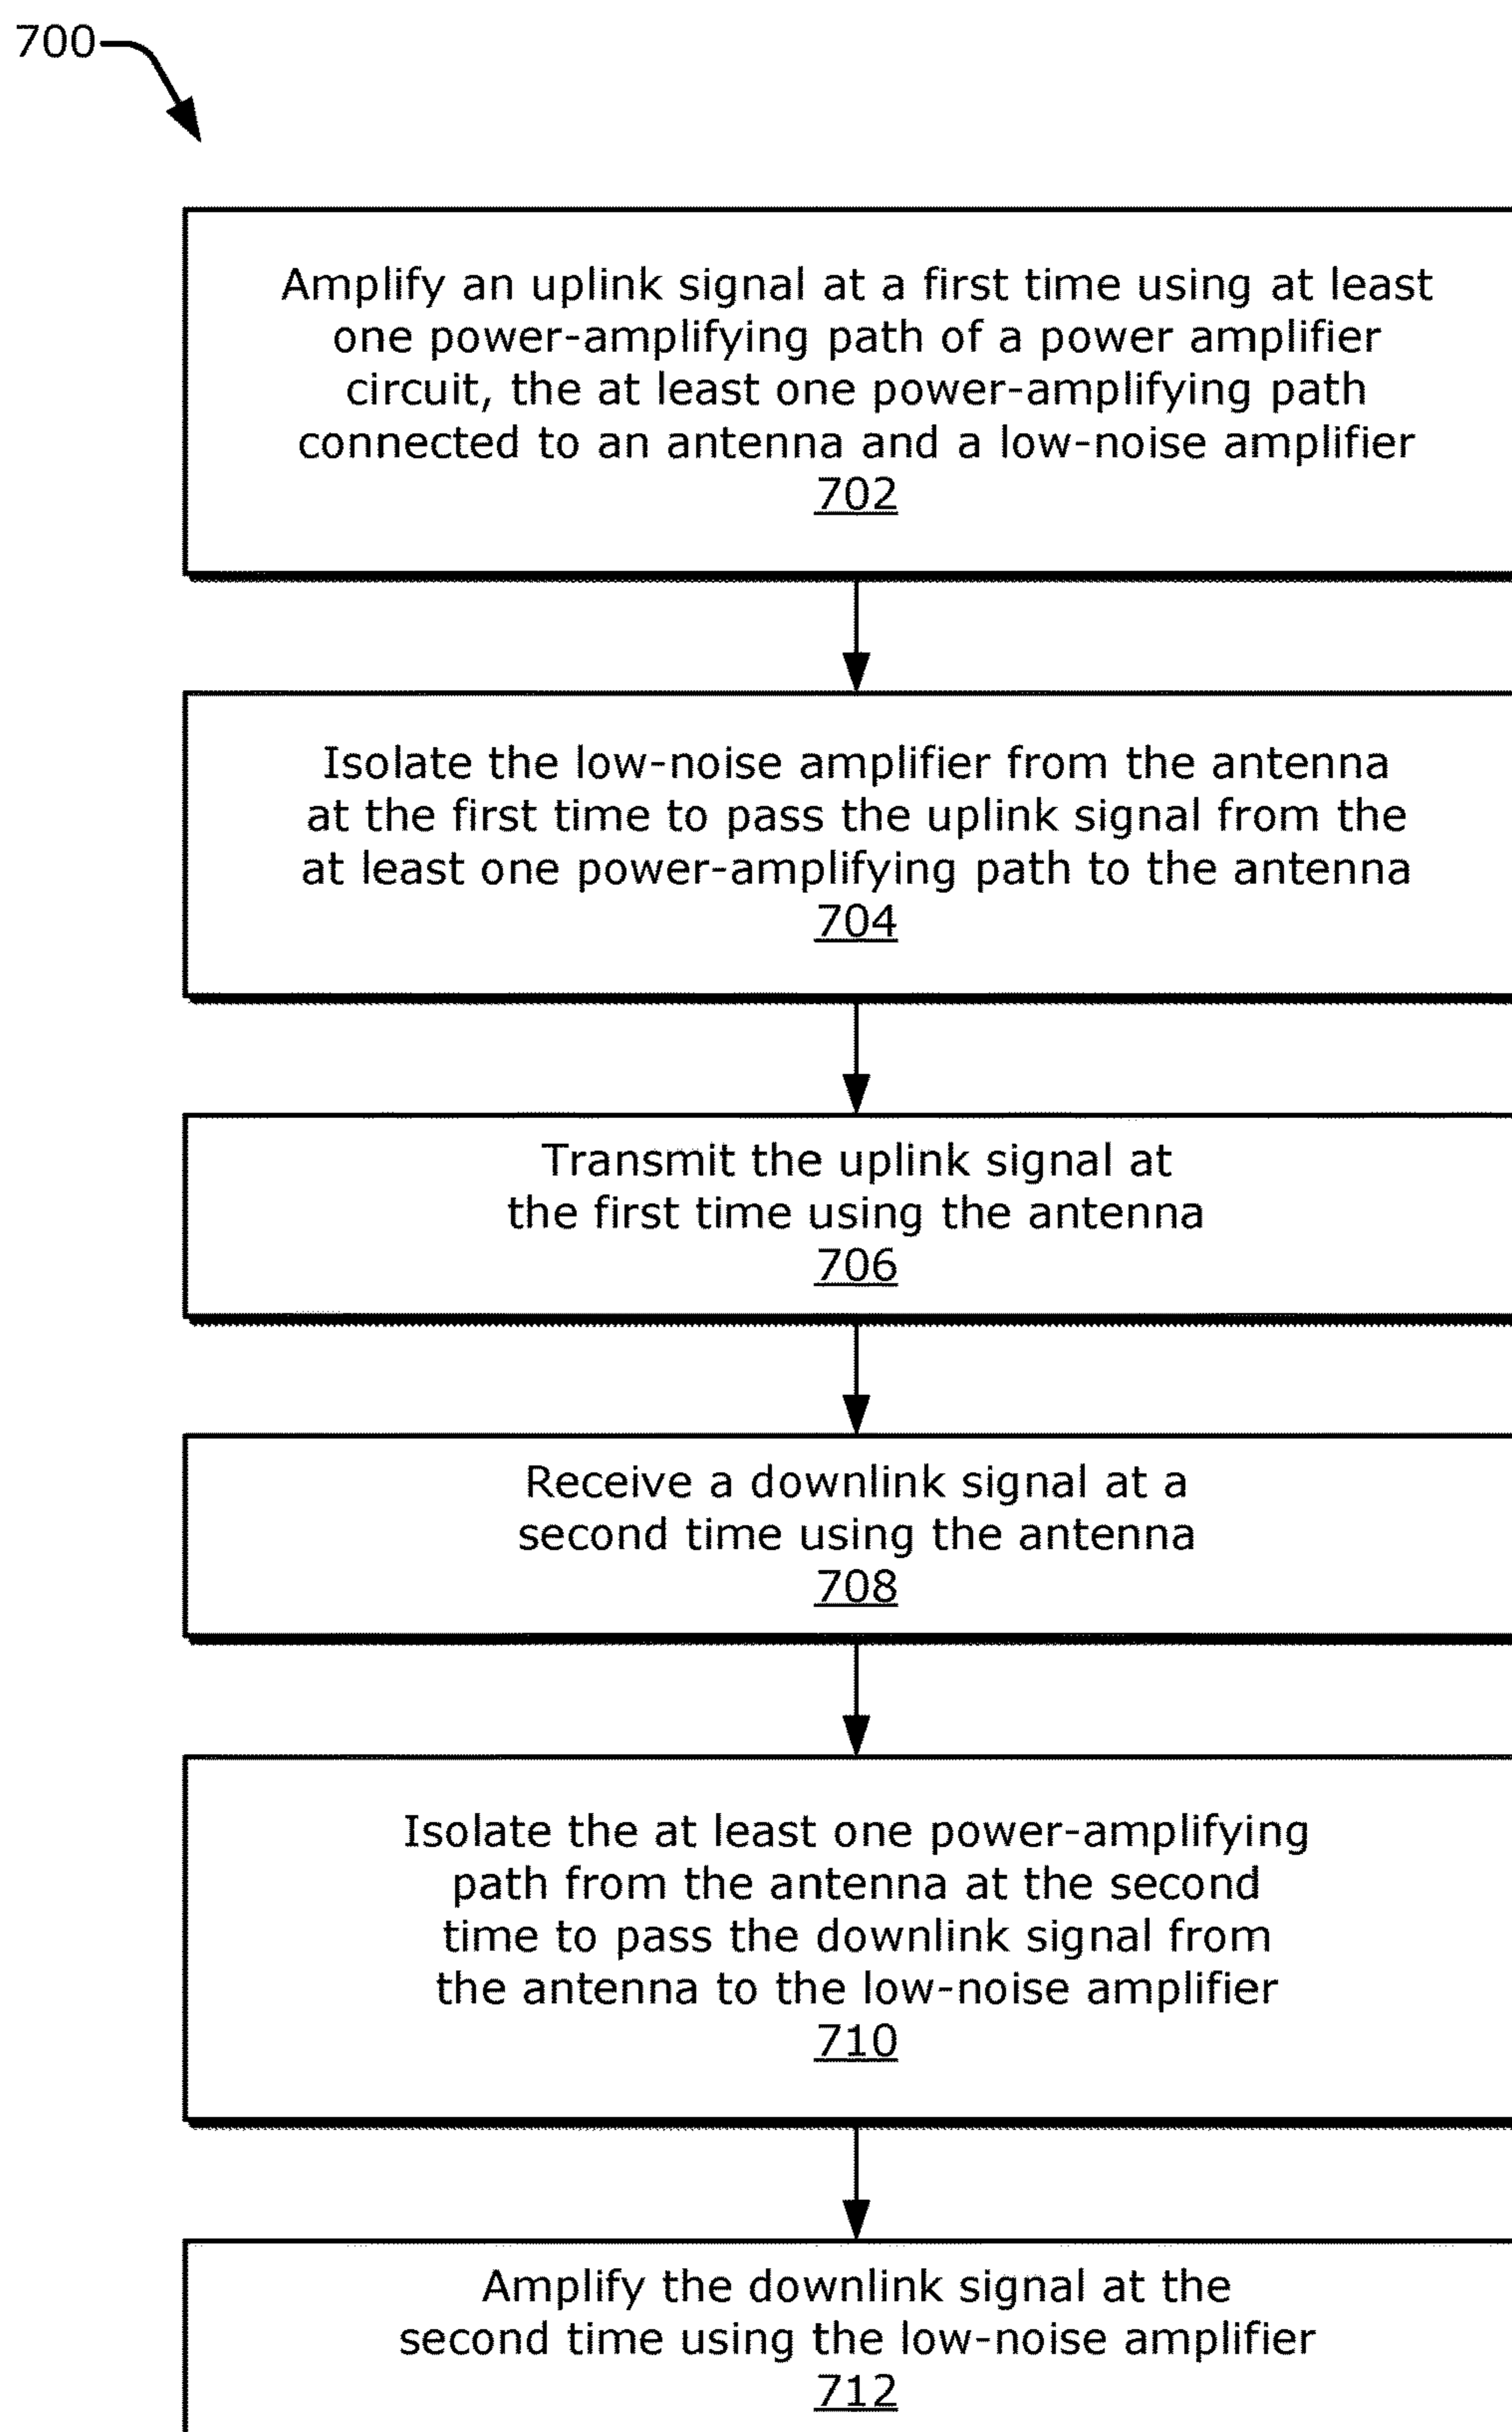 700
Amplify an uplink signal at a first time using at least
one power-amplifying path of a power amplifier
circuit, the at least one power-amplifying path
connected to an antenna and a low-noise amplifier
702
Isolate the low-noise amplifier from the antenna
at the first time to pass the uplink signal from the
at least one power-amplifying path to the antenna
704
Transmit the uplink signal at
the first time using the antenna
706
Receive a downlink signal at a
second time using the antenna
708
Isolate the at least one power-amplifying
path from the antenna at the second
time to pass the downlink signal from
the antenna to the low-noise amplifier
710
Amplify the downlink signal at the
second time using the low-noise amplifier
712